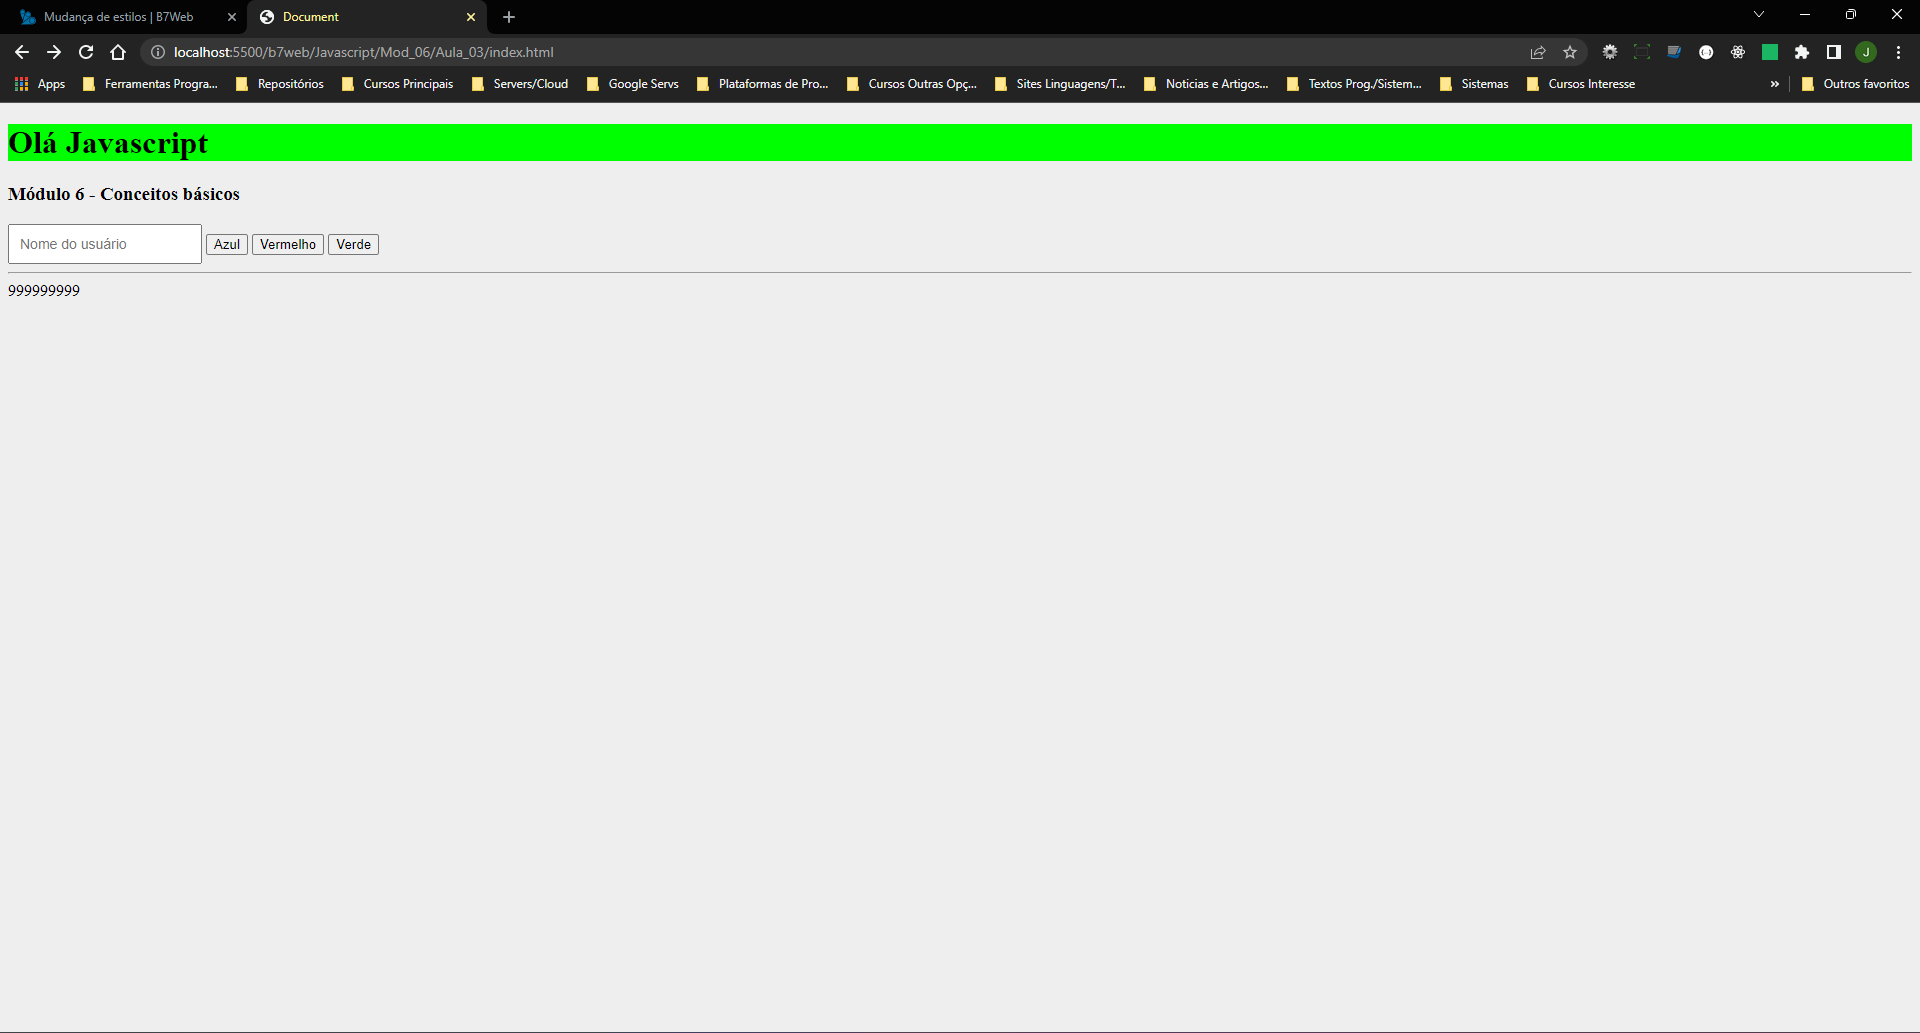 Mudança de estilos | B7Web
Document
localhost:5500/b7web/Javascript/Mod_06/Aula_03/index.html
J
Apps Ferramentas Progra... Repositórios Cursos Principais Servers/Cloud Google Servs Plataformas de Pro... Cursos Outras Opç... Sites Linguagens/T... Noticias e Artigos... Textos Prog./Sistem... Sistemas Cursos Interesse » Outros favoritos
Olá Javascript
Módulo 6 - Conceitos básicos
Nome do usuário Azul Vermelho Verde
999999999